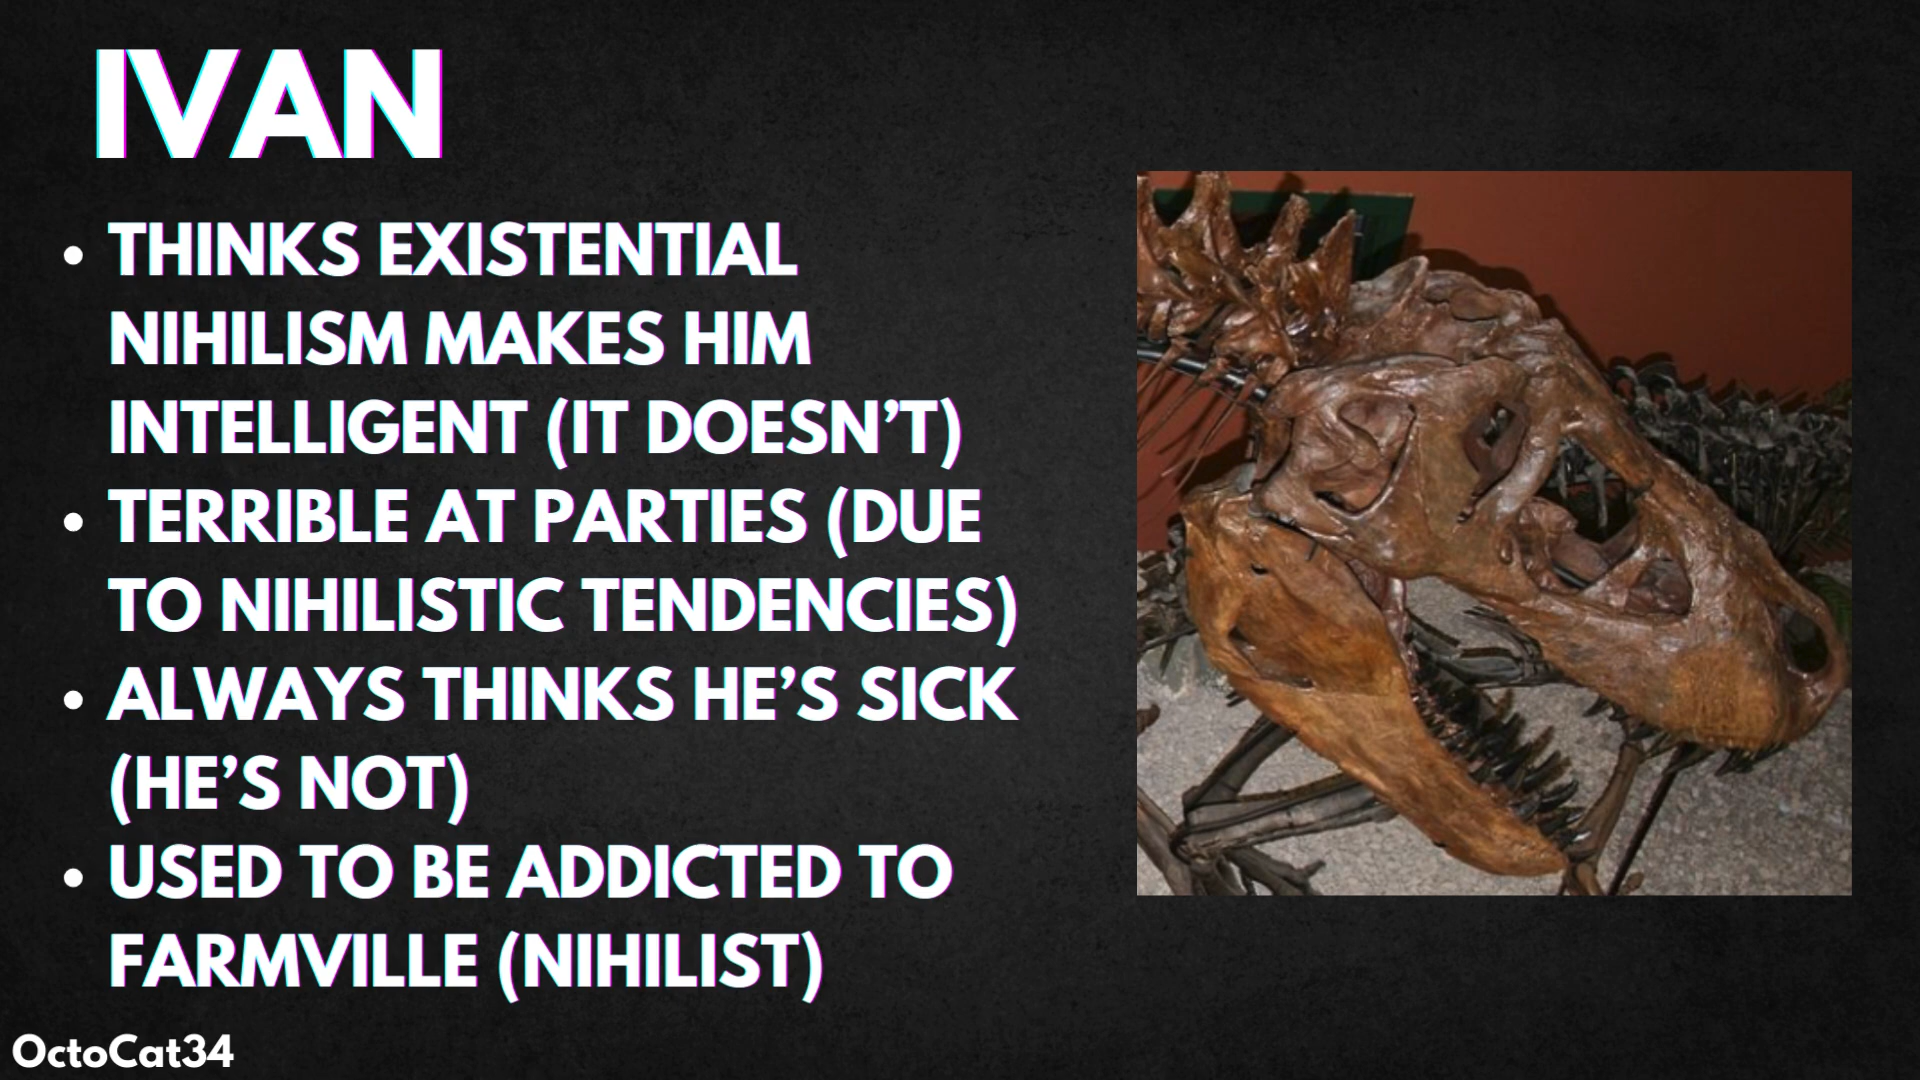 IVAN
• THINKS EXISTENTIAL
NIHILISM MAKES HIM
INTELLIGENT (IT DOESN’T)
• TERRIBLE AT PARTIES (DUE
TO NIHILISTIC TENDENCIES)
• ALWAYS THINKS HE’S SICK
(HE’S NOT)
• USED TO BE ADDICTED TO
FARMVILLE (NIHILIST)
OctoCat34